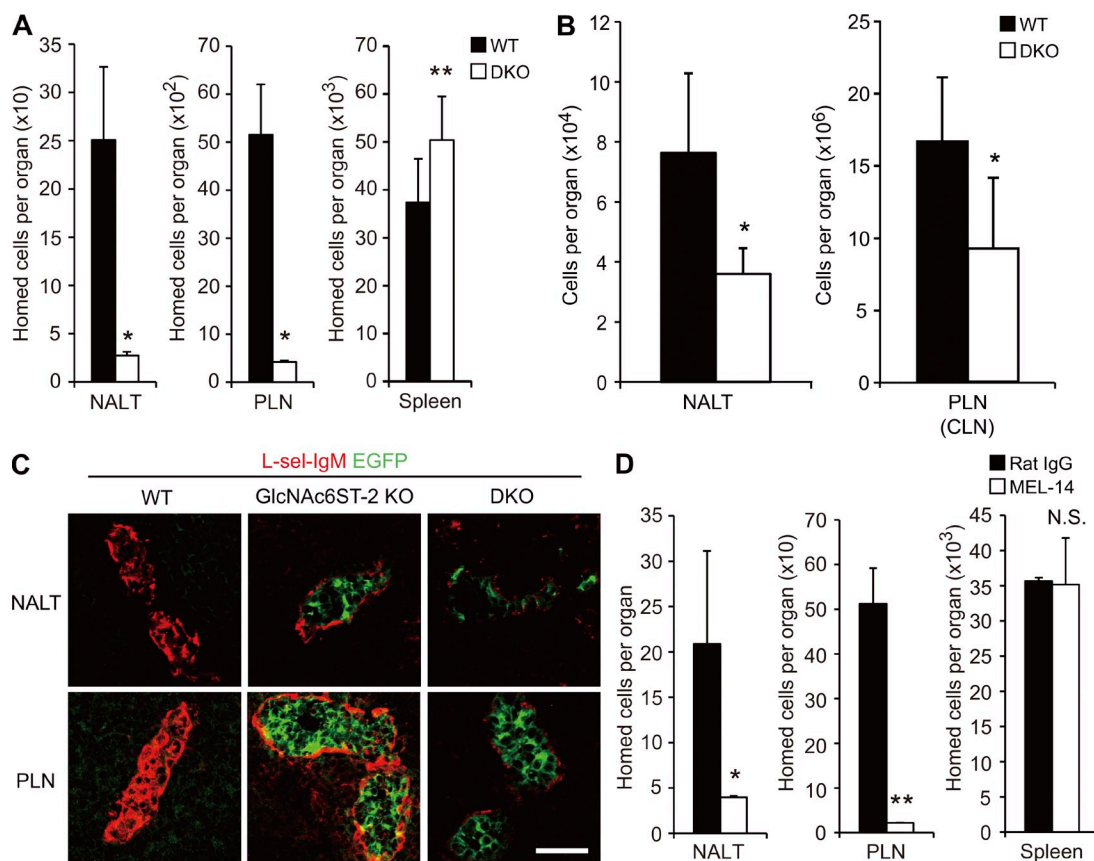 A
Homed cells per organ (x10)
35
30
25
20
15
10
5
0
*
NALT
Homed cells per organ (x10²)
70
60
50
40
30
20
10
0
*
PLN
Homed cells per organ (x10³)
70
60
50
40
30
20
10
0
**
Spleen
WT
DKO
B
Cells per organ (x10⁴)
12
10
8
6
4
2
0
*
NALT
Cells per organ (x10⁶)
25
20
15
10
5
0
*
PLN
(CLN)
WT
DKO
C
L-sel-IgM EGFP
WT GlcNAc6ST-2 KO DKO
NALT
PLN
D
Rat IgG
MEL-14
Homed cells per organ
35
30
25
20
15
10
5
0
*
NALT
Homed cells per organ (x10)
70
60
50
40
30
20
10
0
**
PLN
Homed cells per organ (x10³)
45
40
35
30
25
20
15
10
5
0
N.S.
Spleen